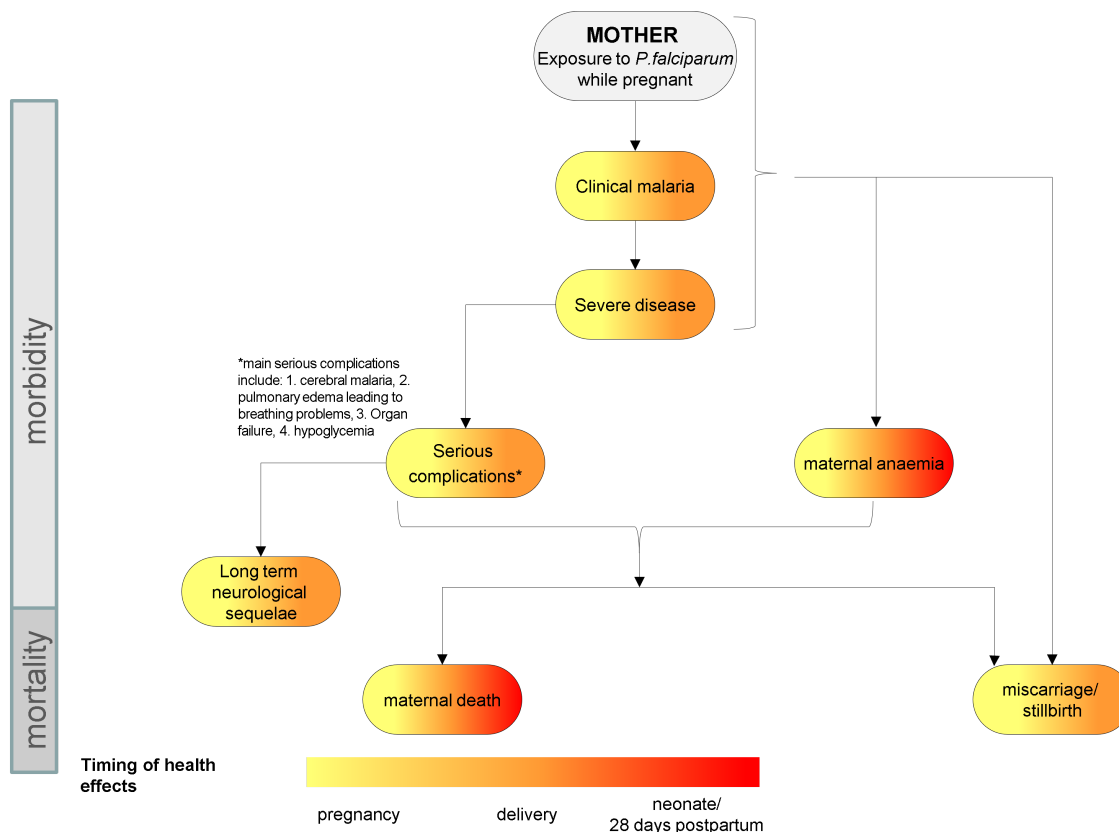 MOTHER
Exposure to P.falciparum
while pregnant
Clinical malaria
Severe disease
morbidity
*main serious complications
include: 1. cerebral malaria, 2.
pulmonary edema leading to
breathing problems, 3. Organ
failure, 4. hypoglycemia
Serious
complications*
maternal anaemia
Long term
neurological
sequelae
mortality
maternal death
miscarriage/
stillbirth
Timing of health
effects
pregnancy
delivery
neonate/
28 days postpartum